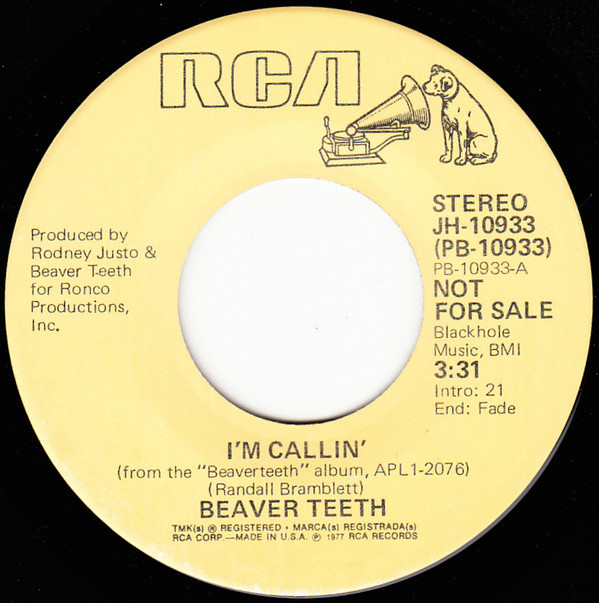 RCA
STEREO
JH-10933
(PB-10933)
PB-10933-A
NOT
FOR SALE
Blackhole
Music, BMI
3:31
Intro: 21
End: Fade
Produced by
Rodney Justo &
Beaver Teeth
for Ronco
Productions,
Inc.
I'M CALLIN'
(from the "Beaverteeth" album, APL1-2076)
(Randall Bramblett)
BEAVER TEETH
TMK(s) ® REGISTERED • MARCA(s) REGISTRADA(s)
RCA CORP.—MADE IN U.S.A. ℗ 1977 RCA RECORDS